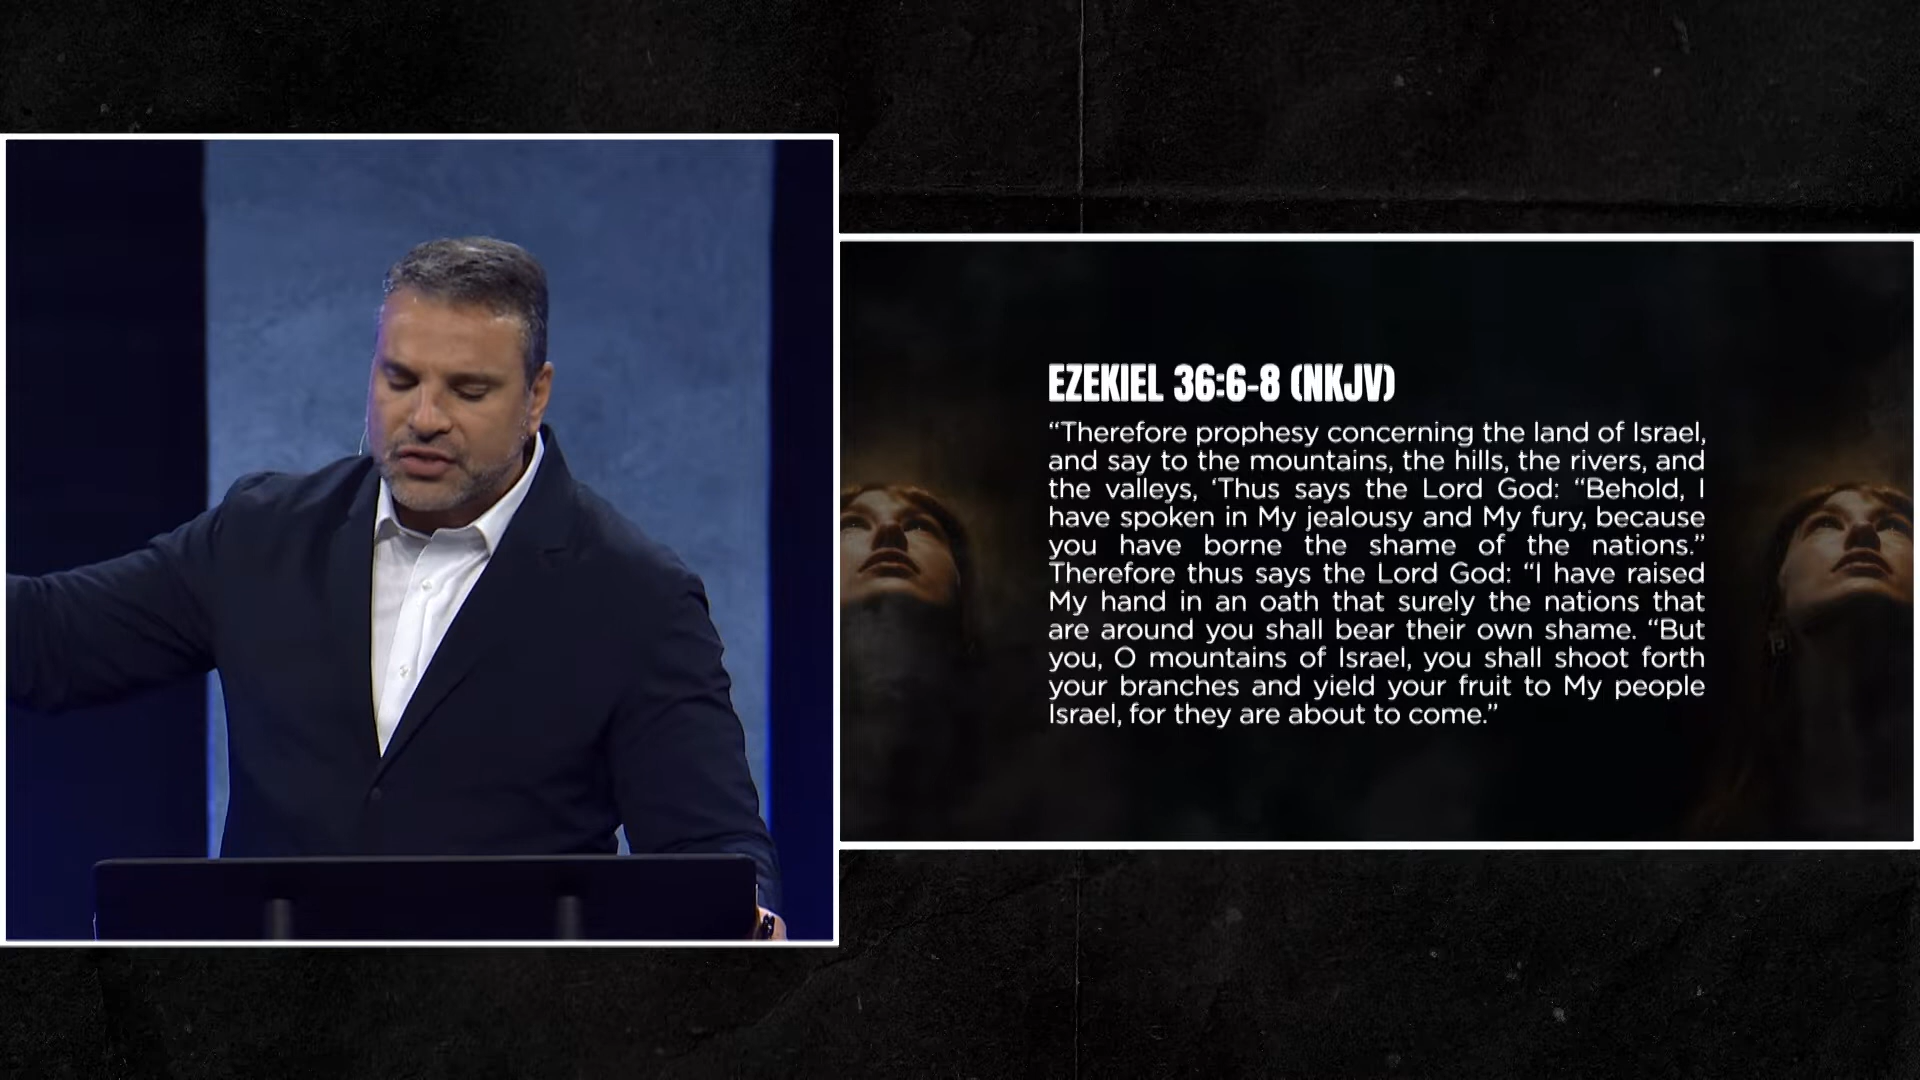 EZEKIEL 36:6-8 (NKJV)
“Therefore prophesy concerning the land of Israel,
and say to the mountains, the hills, the rivers, and
the valleys, ‘Thus says the Lord God: “Behold, I
have spoken in My jealousy and My fury, because
you have borne the shame of the nations.”
Therefore thus says the Lord God: “I have raised
My hand in an oath that surely the nations that
are around you shall bear their own shame. “But
you, O mountains of Israel, you shall shoot forth
your branches and yield your fruit to My people
Israel, for they are about to come.”